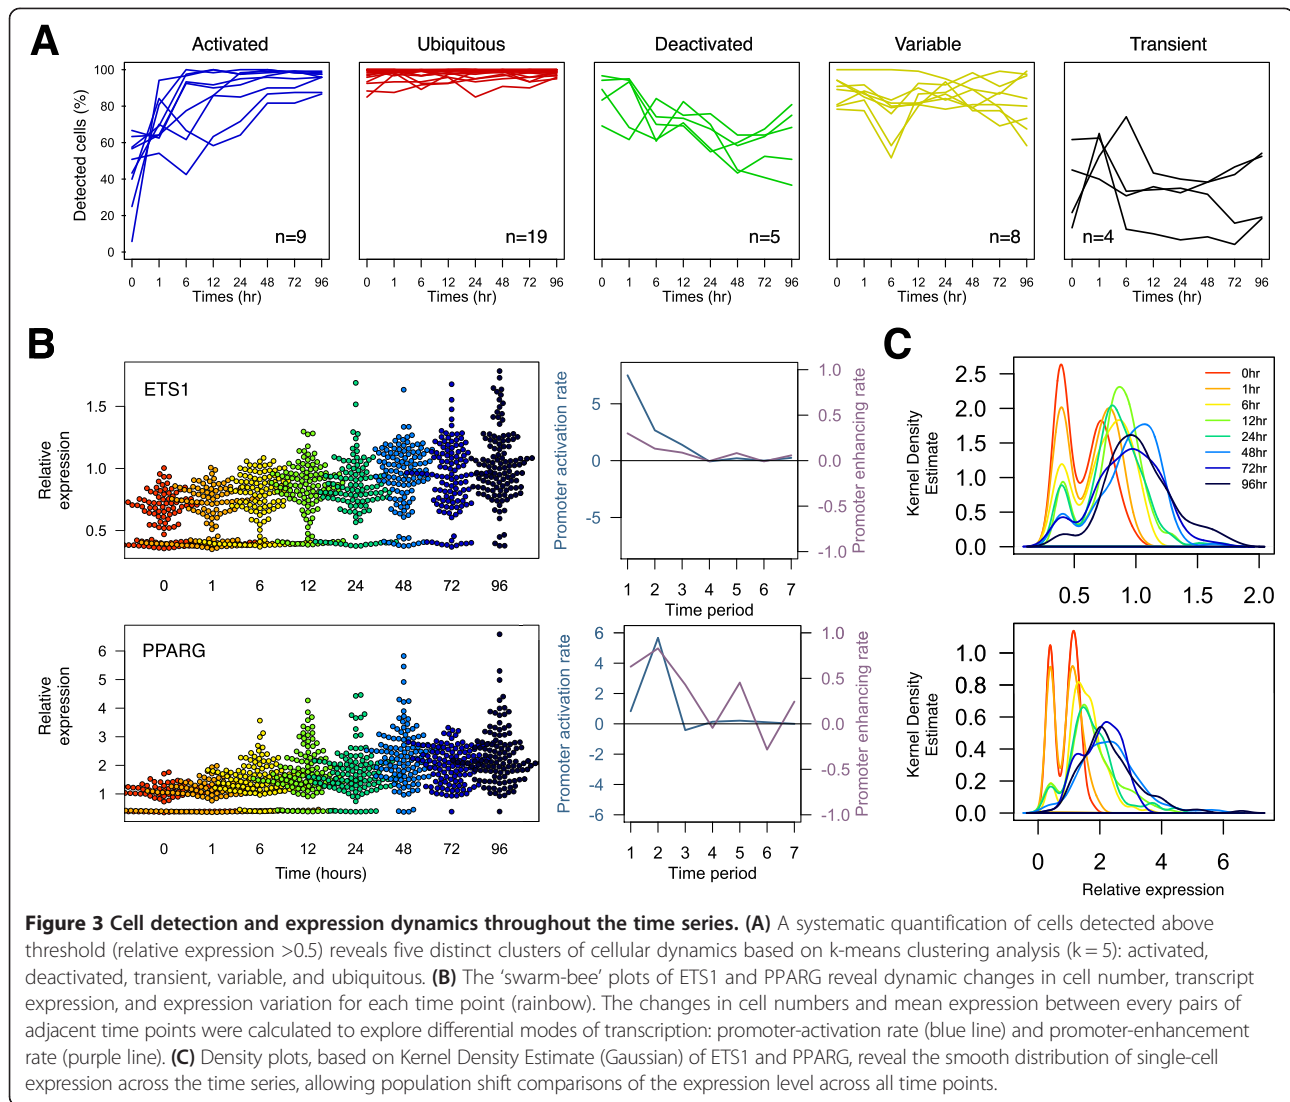 A
Activated
Ubiquitous
Deactivated
Variable
Transient
Detected cells (%)
100
80
60
40
20
0
n=9
n=19
n=5
n=8
n=4
0 1 6 12 24 48 72 96
0 1 6 12 24 48 72 96
0 1 6 12 24 48 72 96
0 1 6 12 24 48 72 96
0 1 6 12 24 48 72 96
Times (hr)
Times (hr)
Times (hr)
Times (hr)
Times (hr)
B
ETS1
Relative
expression
1.5
1.0
0.5
0 1 6 12 24 48 72 96
Promoter activation rate
5
0
-5
1.0
0.5
0.0
-0.5
-1.0
Promoter enhancing rate
1 2 3 4 5 6 7
Time period
PPARG
Relative
expression
6
5
4
3
2
1
0 1 6 12 24 48 72 96
Time (hours)
Promoter activation rate
6
4
2
0
-2
-4
-6
1.0
0.5
0.0
-0.5
-1.0
Promoter enhancing rate
1 2 3 4 5 6 7
Time period
C
Kernel Density
Estimate
2.5
2.0
1.5
1.0
0.5
0.0
0hr
1hr
6hr
12hr
24hr
48hr
72hr
96hr
0.5 1.0 1.5 2.0
Kernel Density
Estimate
1.0
0.8
0.6
0.4
0.2
0.0
0 2 4 6
Relative expression
Figure 3 Cell detection and expression dynamics throughout the time series. (A) A systematic quantification of cells detected above
threshold (relative expression >0.5) reveals five distinct clusters of cellular dynamics based on k-means clustering analysis (k = 5): activated,
deactivated, transient, variable, and ubiquitous. (B) The ‘swarm-bee’ plots of ETS1 and PPARG reveal dynamic changes in cell number, transcript
expression, and expression variation for each time point (rainbow). The changes in cell numbers and mean expression between every pairs of
adjacent time points were calculated to explore differential modes of transcription: promoter-activation rate (blue line) and promoter-enhancement
rate (purple line). (C) Density plots, based on Kernel Density Estimate (Gaussian) of ETS1 and PPARG, reveal the smooth distribution of single-cell
expression across the time series, allowing population shift comparisons of the expression level across all time points.